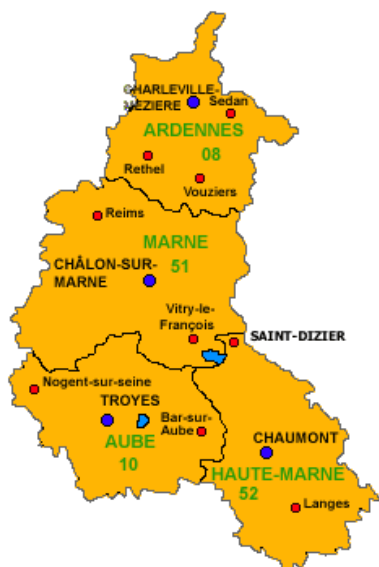 CHARLEVILLE-
MEZIERE
Sedan
ARDENNES
08
Rethel
Vouziers
Reims
MARNE
51
CHÂLON-SUR-
MARNE
Vitry-le-
François
SAINT-DIZIER
Nogent-sur-seine
TROYES
Bar-sur-
Aube
AUBE
10
CHAUMONT
HAUTE-MARNE
52
Langes